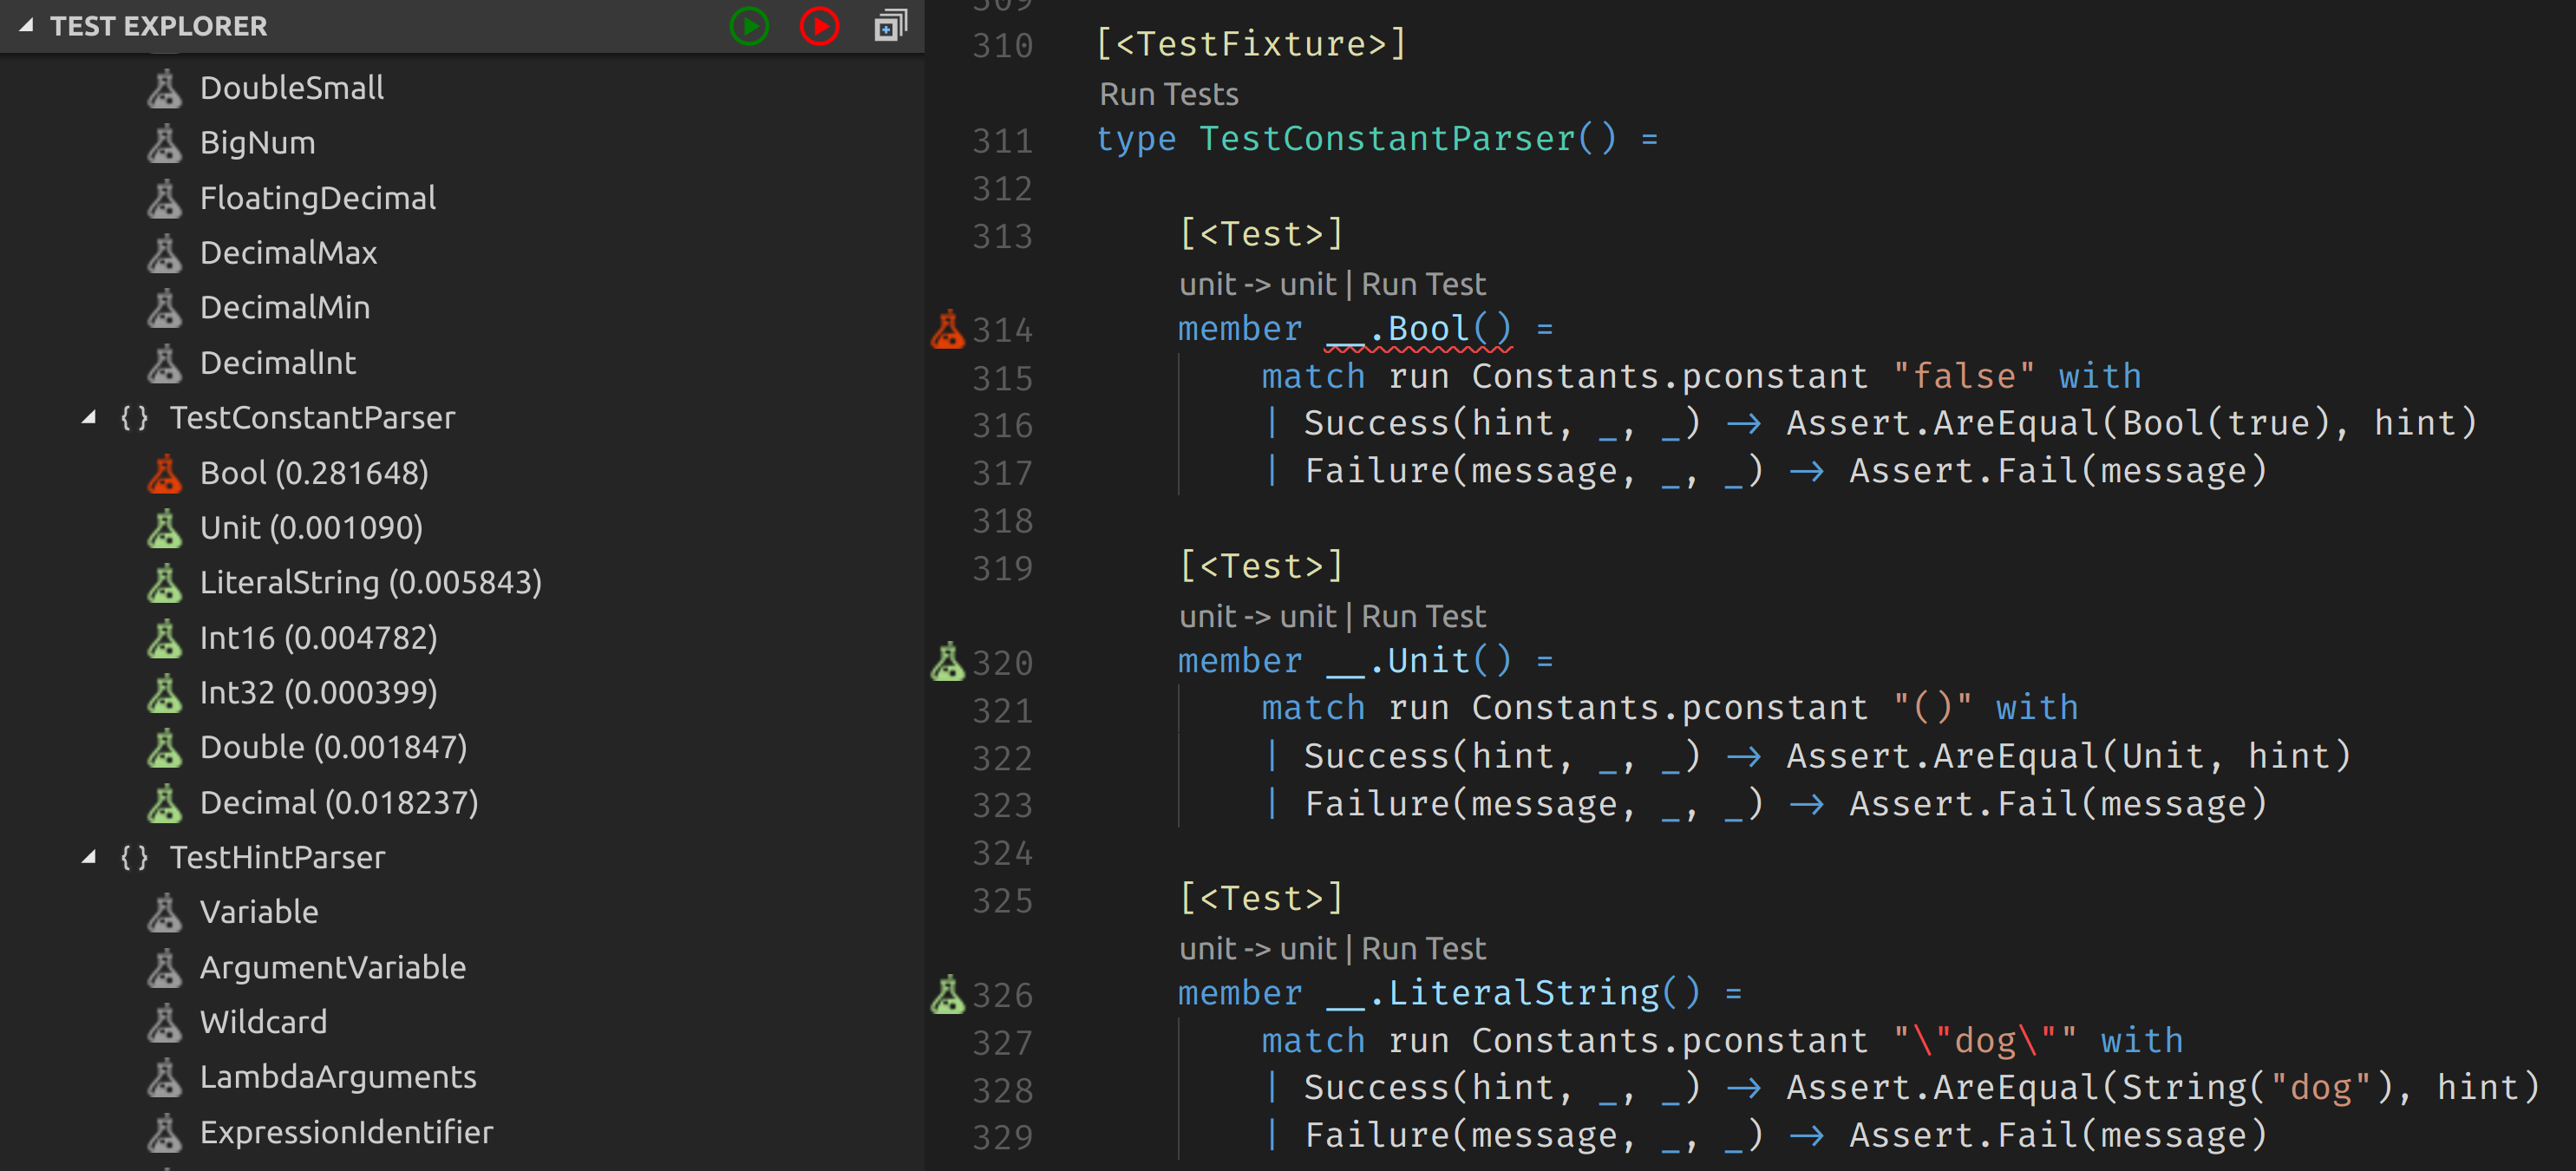 TEST EXPLORER
DoubleSmall
BigNum
FloatingDecimal
DecimalMax
DecimalMin
DecimalInt
{} TestConstantParser
Bool (0.281648)
Unit (0.001090)
LiteralString (0.005843)
Int16 (0.004782)
Int32 (0.000399)
Double (0.001847)
Decimal (0.018237)
{} TestHintParser
Variable
ArgumentVariable
Wildcard
LambdaArguments
ExpressionIdentifier
309
310 [<TestFixture>]
Run Tests
311 type TestConstantParser() =
312
313 [<Test>]
unit -> unit | Run Test
314 member __.Bool() =
315 match run Constants.pconstant "false" with
316 | Success(hint, _, _) -> Assert.AreEqual(Bool(true), hint)
317 | Failure(message, _, _) -> Assert.Fail(message)
318
319 [<Test>]
unit -> unit | Run Test
320 member __.Unit() =
321 match run Constants.pconstant "()" with
322 | Success(hint, _, _) -> Assert.AreEqual(Unit, hint)
323 | Failure(message, _, _) -> Assert.Fail(message)
324
325 [<Test>]
unit -> unit | Run Test
326 member __.LiteralString() =
327 match run Constants.pconstant "\"dog\"" with
328 | Success(hint, _, _) -> Assert.AreEqual(String("dog"), hint)
329 | Failure(message, _, _) -> Assert.Fail(message)